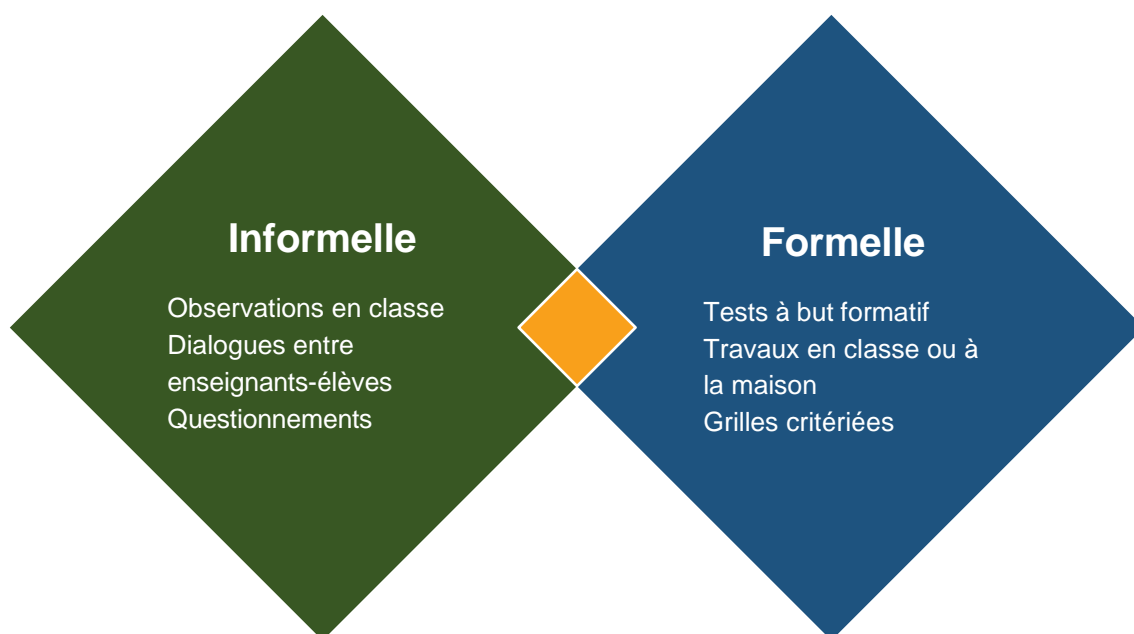 Informelle
Observations en classe
Dialogues entre
enseignants-élèves
Questionnements
Formelle
Tests à but formatif
Travaux en classe ou à
la maison
Grilles critériées